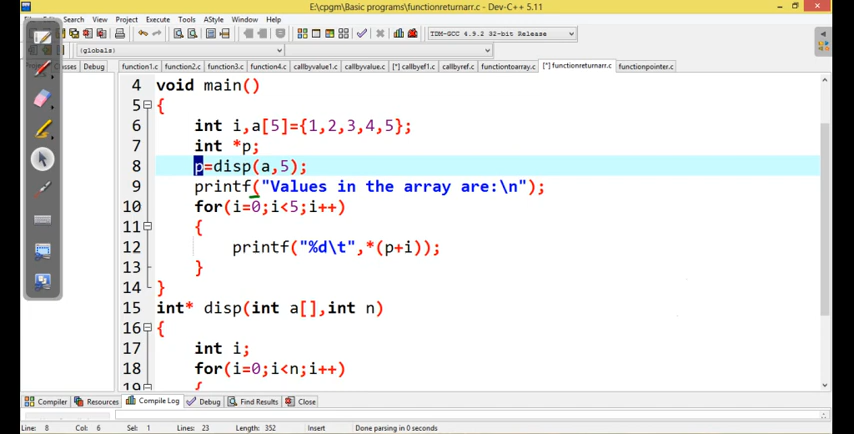 E:\cpgm\Basic programs\functionreturnarr.c - Dev-C++ 5.11
Project Execute Tools AStyle Window Help
TDM-GCC 4.9.2 32-bit Release
(globals)
Classes Debug function1.c function2.c function3.c function4.c callbyvalue1.c callbyvalue.c [*] callbyef1.c callbyref.c functiontoarray.c [*] functionreturnarr.c functionpointer.c
4 void main()
5 {
6 int i,a[5]={1,2,3,4,5};
7 int *p;
8 p=disp(a,5);
9 printf("Values in the array are:\n");
10 for(i=0;i<5;i++)
11 {
12 printf("%d\t",*(p+i));
13 }
14 }
15 int* disp(int a[],int n)
16 {
17 int i;
18 for(i=0;i<n;i++)
19 {
Compiler Resources Compile Log Debug Find Results Close
Line: 8 Col: 6 Sel: 1 Lines: 23 Length: 352 Insert Done parsing in 0 seconds